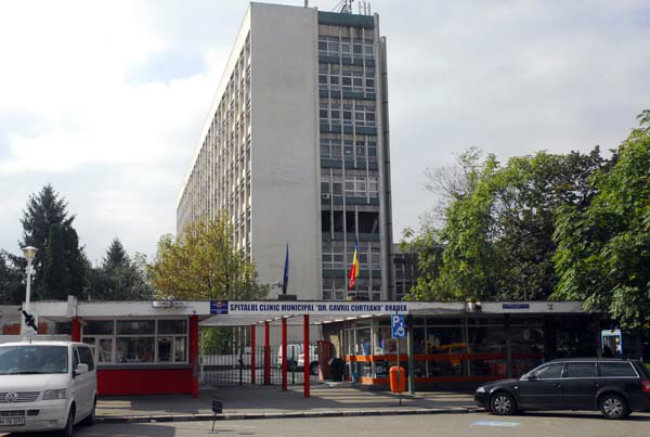 SPITALUL CLINIC MUNICIPAL "DR. GAVRIL CURTEANU" ORADEA